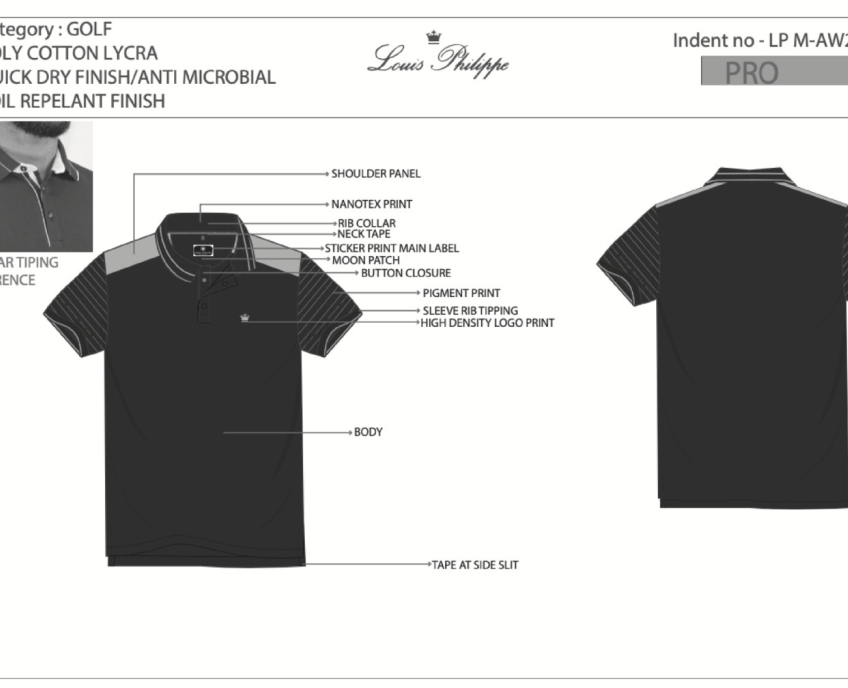 tegory : GOLF
LY COTTON LYCRA
UICK DRY FINISH/ANTI MICROBIAL
IL REPELANT FINISH
Louis Philippe
Indent no - LP M-AW2
PRO
AR TIPING
RENCE
SHOULDER PANEL
NANOTEX PRINT
RIB COLLAR
NECK TAPE
STICKER PRINT MAIN LABEL
MOON PATCH
BUTTON CLOSURE
PIGMENT PRINT
SLEEVE RIB TIPPING
HIGH DENSITY LOGO PRINT
BODY
TAPE AT SIDE SLIT